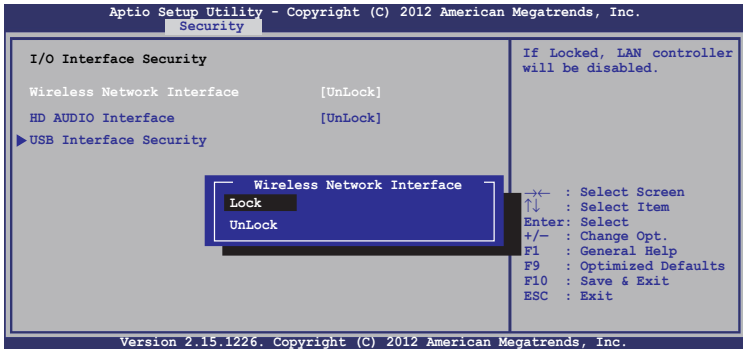 Aptio Setup Utility - Copyright (C) 2012 American Megatrends, Inc.
Security
I/O Interface Security
Wireless Network Interface [UnLock]
HD AUDIO Interface [UnLock]
USB Interface Security
Wireless Network Interface
Lock
UnLock
If Locked, LAN controller
will be disabled.
→← : Select Screen
↑↓ : Select Item
Enter: Select
+/— : Change Opt.
F1 : General Help
F9 : Optimized Defaults
F10 : Save & Exit
ESC : Exit
Version 2.15.1226. Copyright (C) 2012 American Megatrends, Inc.